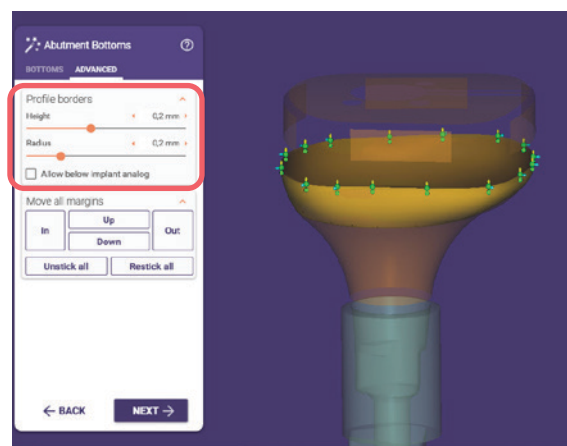 Abutment Bottoms
BOTTOMS ADVANCED
Profile borders
Height 0,2 mm
Radius 0,2 mm
Allow below implant analog
Move all margins
In Up Out
Down
Unstick all Restick all
← BACK NEXT →